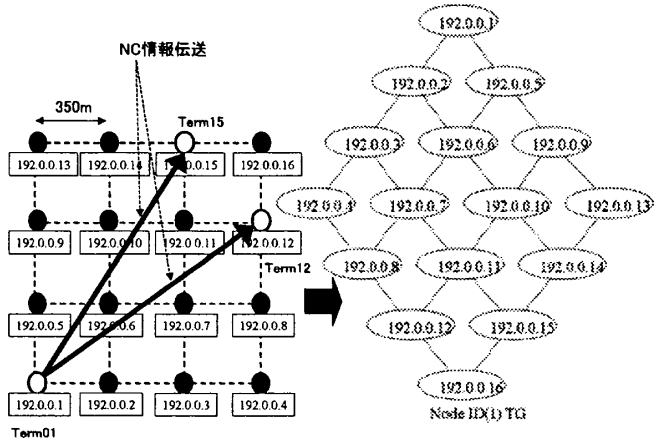 NC情報伝送
350m
Term15
192.0.0.13 192.0.0.14 192.0.0.15 192.0.0.16
192.0.0.9 192.0.0.10 192.0.0.11 192.0.0.12
Term12
192.0.0.5 192.0.0.6 192.0.0.7 192.0.0.8
192.0.0.1 192.0.0.2 192.0.0.3 192.0.0.4
Term01
192.0.0.1
192.0.0.2 192.0.0.5
192.0.0.3 192.0.0.6 192.0.0.9
192.0.0.4 192.0.0.7 192.0.0.10 192.0.0.13
192.0.0.8 192.0.0.11 192.0.0.14
192.0.0.12 192.0.0.15
192.0.0.16
Node ID(1) TG